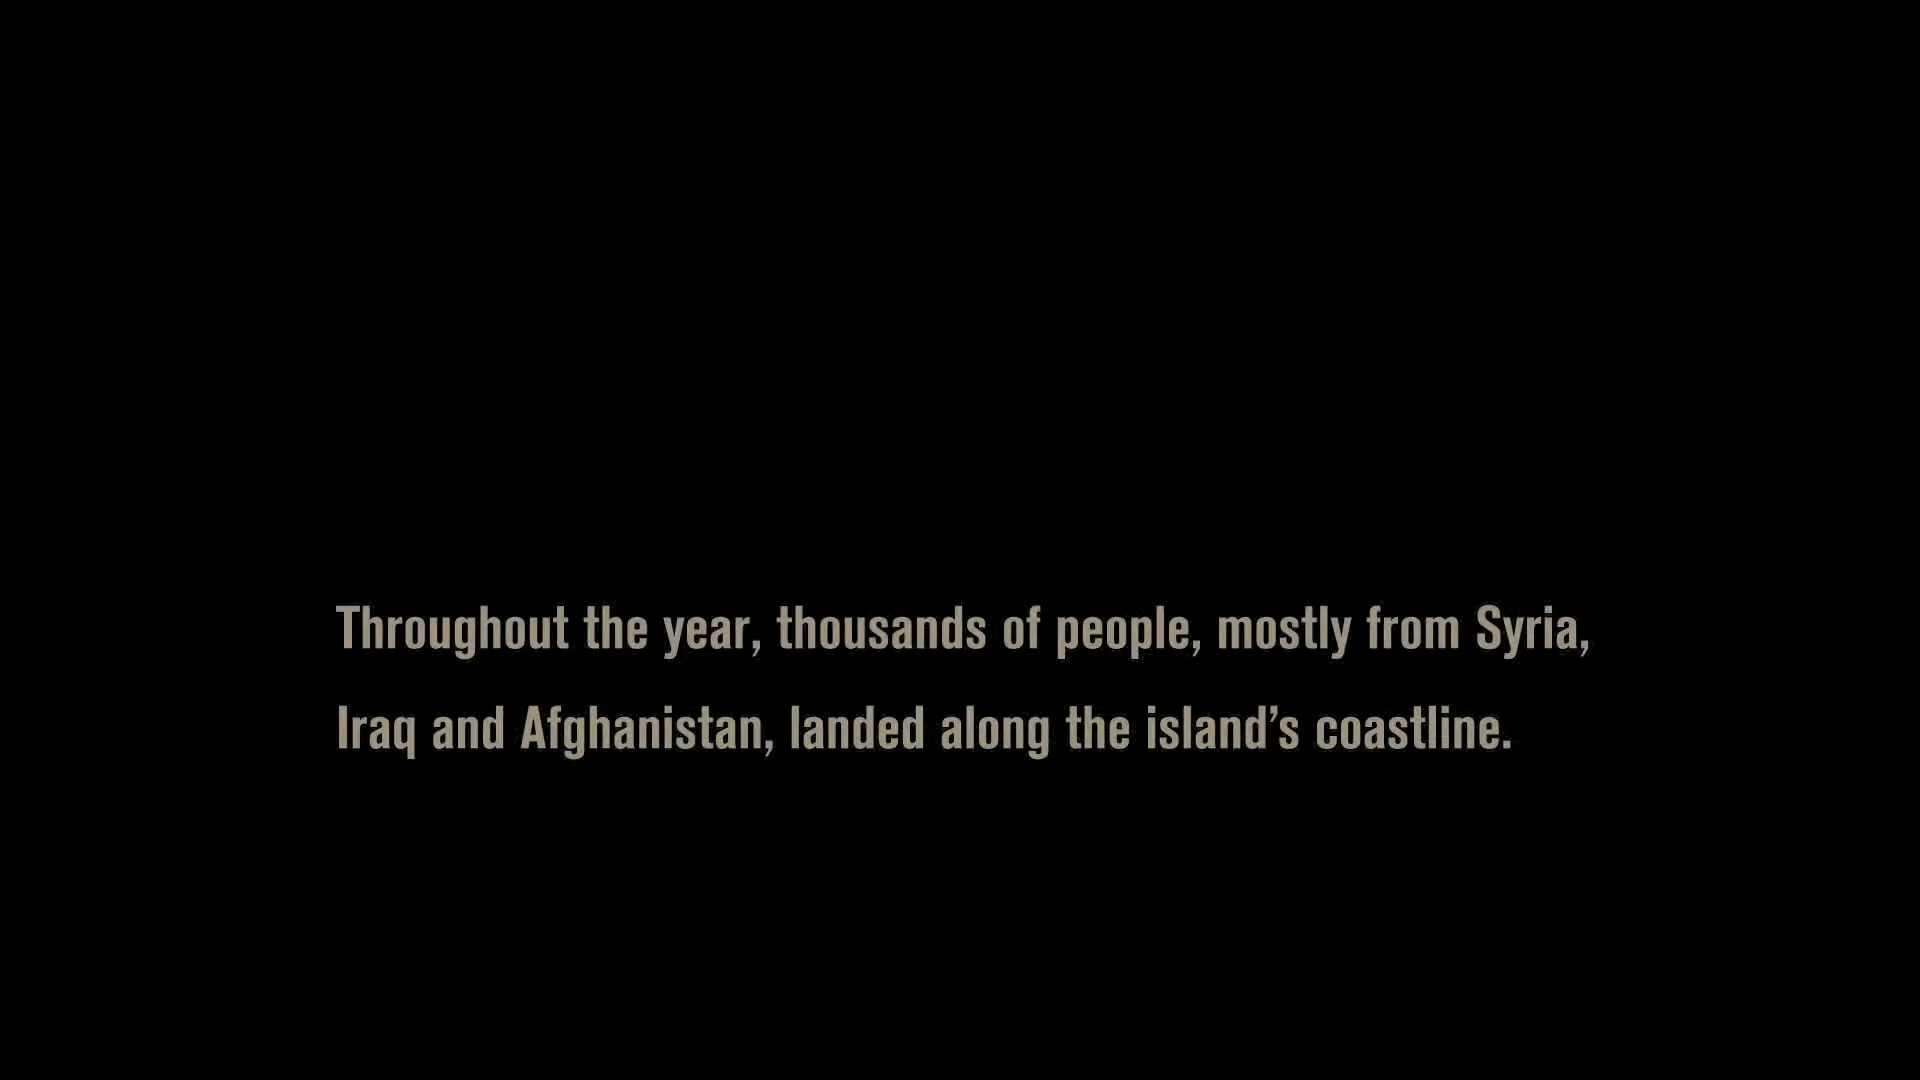 Throughout the year, thousands of people, mostly from Syria,
Iraq and Afghanistan, landed along the island’s coastline.